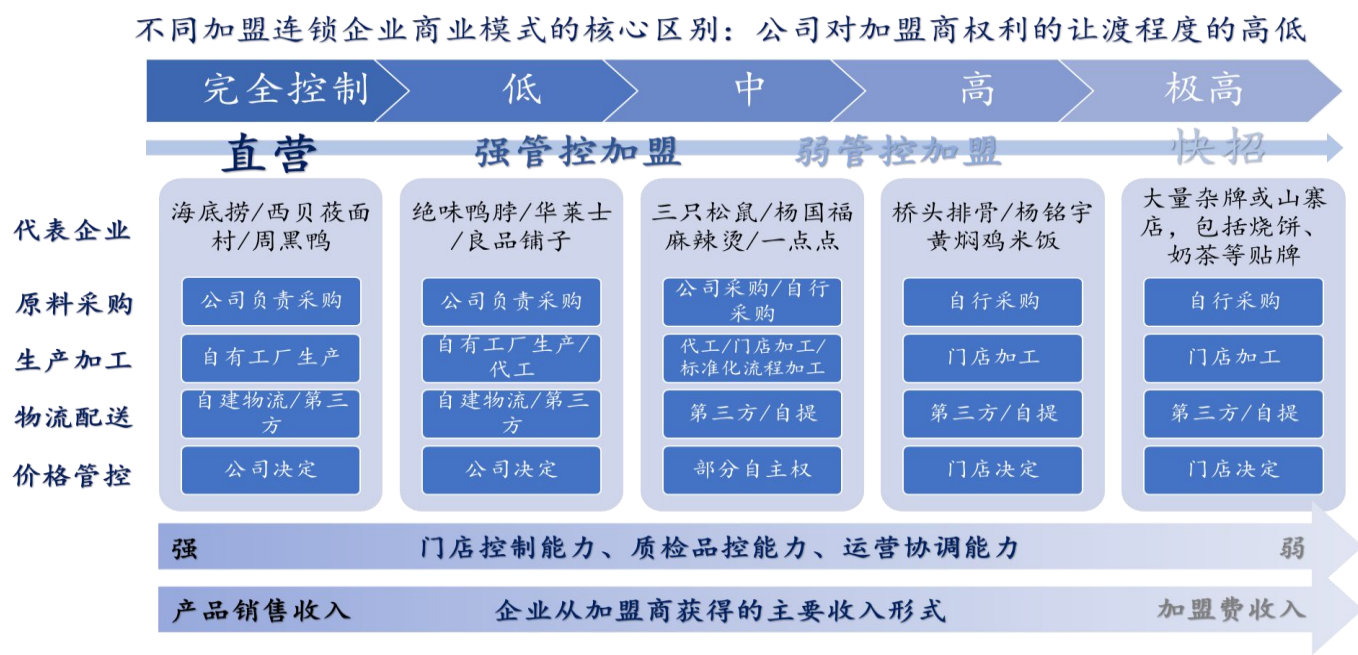 不同加盟连锁企业商业模式的核心区别：公司对加盟商权利的让渡程度的高低
完全控制
低
中
高
极高
直营
强管控加盟
弱管控加盟
快招
代表企业
海底捞/西贝莜面
村/周黑鸭
绝味鸭脖/华莱士
/良品铺子
三只松鼠/杨国福
麻辣烫/一点点
桥头排骨/杨铭宇
黄焖鸡米饭
大量杂牌或山寨
店，包括烧饼、
奶茶等贴牌
原料采购
公司负责采购
公司负责采购
公司采购/自行
采购
自行采购
自行采购
生产加工
自有工厂生产
自有工厂生产/
代工
代工/门店加工/
标准化流程加工
门店加工
门店加工
物流配送
自建物流/第三
方
自建物流/第三
方
第三方/自提
第三方/自提
第三方/自提
价格管控
公司决定
公司决定
部分自主权
门店决定
门店决定
强
门店控制能力、质检品控能力、运营协调能力
弱
产品销售收入
企业从加盟商获得的主要收入形式
加盟费收入